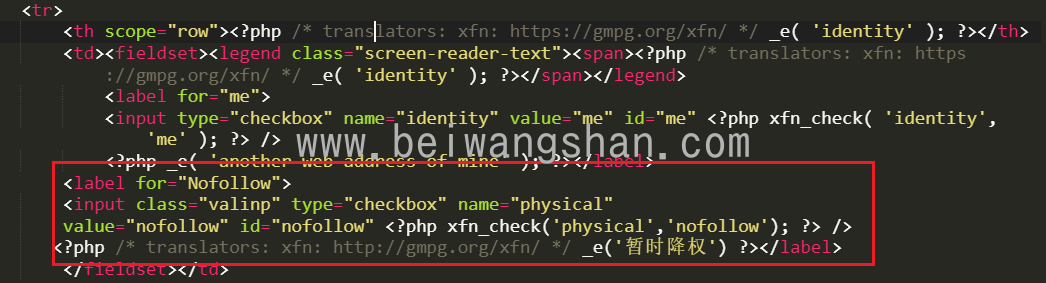 <tr>
<th scope="row"><?php /* translators: xfn: https://gmpg.org/xfn/ */ _e( 'identity' ); ?></th>
<td><fieldset><legend class="screen-reader-text"><span><?php /* translators: xfn: https
://gmpg.org/xfn/ */ _e( 'identity' ); ?></span></legend>
<label for="me">
<input type="checkbox" name="identity" value="me" id="me" <?php xfn_check( 'identity',
'me' ); ?> />
www.beiwangshan.com
<?php _e( 'another web address of mine' ); ?></label>
<label for="Nofollow">
<input class="valinp" type="checkbox" name="physical"
value="nofollow" id="nofollow" <?php xfn_check('physical','nofollow'); ?> />
<?php /* translators: xfn: http://gmpg.org/xfn/ */ _e('暂时降权') ?></label>
</fieldset></td>